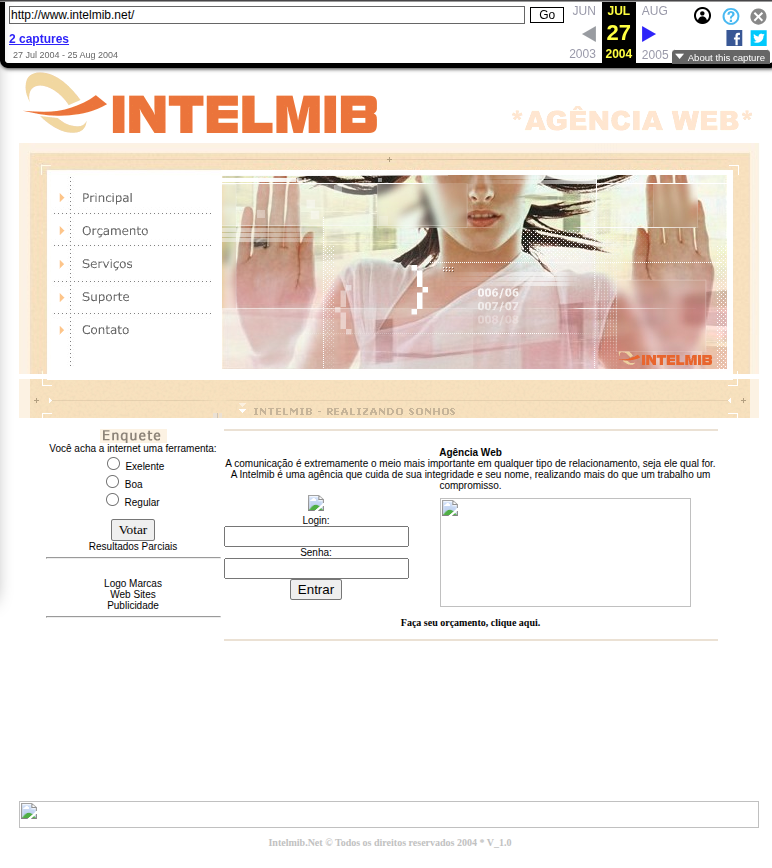 http://www.intelmib.net/
Go
JUN
JUL
AUG
2 captures
27
27 Jul 2004 - 25 Aug 2004
2003
2004
2005
About this capture
INTELMIB
*AGÊNCIA WEB*
Principal
Orçamento
Serviços
Suporte
Contato
006/06
007/07
008/08
INTELMIB
INTELMIB - REALIZANDO SONHOS
Enquete
Você acha a internet uma ferramenta:
Exelente
Boa
Regular
Votar
Resultados Parciais
Logo Marcas
Web Sites
Publicidade
Agência Web
A comunicação é extremamente o meio mais importante em qualquer tipo de relacionamento, seja ele qual for.
A Intelmib é uma agência que cuida de sua integridade e seu nome, realizando mais do que um trabalho um
compromisso.
Login:
Senha:
Entrar
Faça seu orçamento, clique aqui.
Intelmib.Net © Todos os direitos reservados 2004 * V_1.0